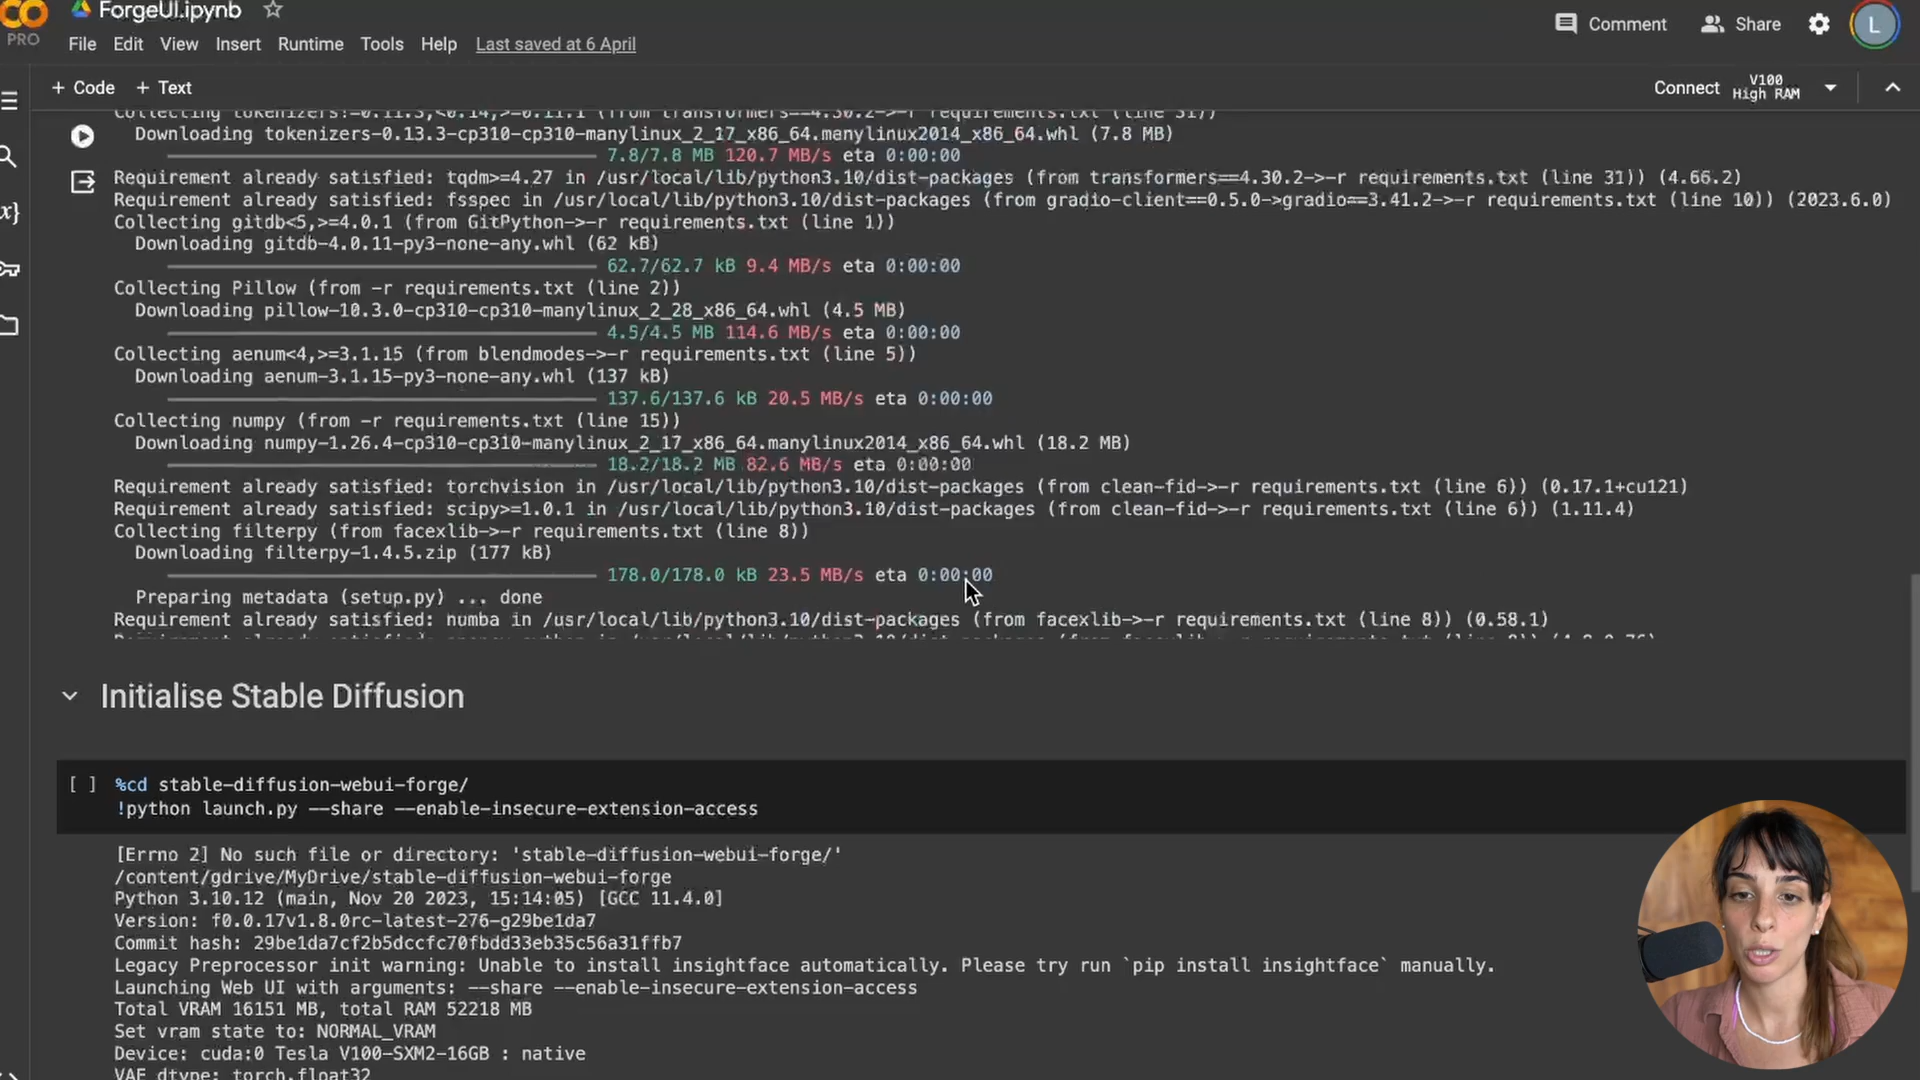 PRO
ForgeUI.ipynb
File Edit View Insert Runtime Tools Help Last saved at 6 April
Comment Share L
+ Code + Text
Connect V100 High RAM
Collecting tokenizers!=0.11.3,<0.14,>=0.11.1 (from transformers==4.30.2->-r requirements.txt (line 31))
Downloading tokenizers-0.13.3-cp310-cp310-manylinux_2_17_x86_64.manylinux2014_x86_64.whl (7.8 MB)
7.8/7.8 MB 120.7 MB/s eta 0:00:00
Requirement already satisfied: tqdm>=4.27 in /usr/local/lib/python3.10/dist-packages (from transformers==4.30.2->-r requirements.txt (line 31)) (4.66.2)
Requirement already satisfied: fsspec in /usr/local/lib/python3.10/dist-packages (from gradio-client==0.5.0->gradio==3.41.2->-r requirements.txt (line 10)) (2023.6.0)
Collecting gitdb<5,>=4.0.1 (from GitPython->-r requirements.txt (line 1))
Downloading gitdb-4.0.11-py3-none-any.whl (62 kB)
62.7/62.7 kB 9.4 MB/s eta 0:00:00
Collecting Pillow (from -r requirements.txt (line 2))
Downloading pillow-10.3.0-cp310-cp310-manylinux_2_28_x86_64.whl (4.5 MB)
4.5/4.5 MB 114.6 MB/s eta 0:00:00
Collecting aenum<4,>=3.1.15 (from blendmodes->-r requirements.txt (line 5))
Downloading aenum-3.1.15-py3-none-any.whl (137 kB)
137.6/137.6 kB 20.5 MB/s eta 0:00:00
Collecting numpy (from -r requirements.txt (line 15))
Downloading numpy-1.26.4-cp310-cp310-manylinux_2_17_x86_64.manylinux2014_x86_64.whl (18.2 MB)
18.2/18.2 MB 82.6 MB/s eta 0:00:00
Requirement already satisfied: torchvision in /usr/local/lib/python3.10/dist-packages (from clean-fid->-r requirements.txt (line 6)) (0.17.1+cu121)
Requirement already satisfied: scipy>=1.0.1 in /usr/local/lib/python3.10/dist-packages (from clean-fid->-r requirements.txt (line 6)) (1.11.4)
Collecting filterpy (from facexlib->-r requirements.txt (line 8))
Downloading filterpy-1.4.5.zip (177 kB)
178.0/178.0 kB 23.5 MB/s eta 0:00:00
Preparing metadata (setup.py) ... done
Requirement already satisfied: numba in /usr/local/lib/python3.10/dist-packages (from facexlib->-r requirements.txt (line 8)) (0.58.1)
Initialise Stable Diffusion
[ ] %cd stable-diffusion-webui-forge/
!python launch.py --share --enable-insecure-extension-access
[Errno 2] No such file or directory: 'stable-diffusion-webui-forge/'
/content/gdrive/MyDrive/stable-diffusion-webui-forge
Python 3.10.12 (main, Nov 20 2023, 15:14:05) [GCC 11.4.0]
Version: f0.0.17v1.8.0rc-latest-276-g29be1da7
Commit hash: 29be1da7cf2b5dccfc70fbdd33eb35c56a31ffb7
Legacy Preprocessor init warning: Unable to install insightface automatically. Please try run `pip install insightface` manually.
Launching Web UI with arguments: --share --enable-insecure-extension-access
Total VRAM 16151 MB, total RAM 52218 MB
Set vram state to: NORMAL_VRAM
Device: cuda:0 Tesla V100-SXM2-16GB : native
VAE dtype: torch.float32